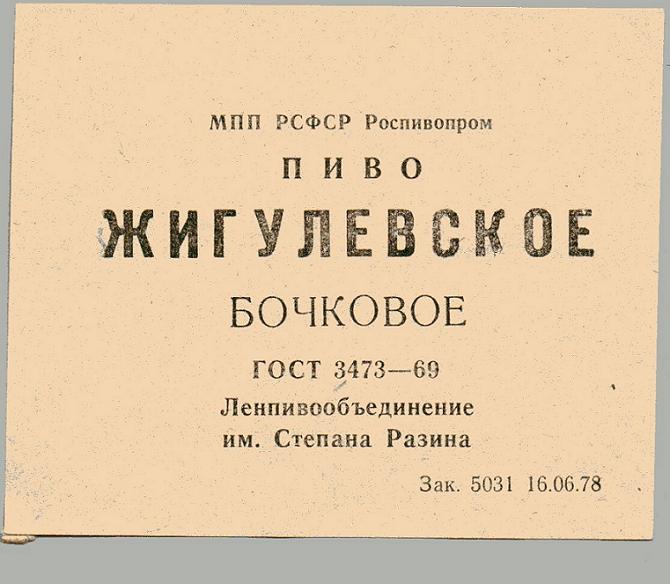 МПП РСФСР Роспивопром
ПИВО
ЖИГУЛЕВСКОЕ
БОЧКОВОЕ
ГОСТ 3473—69
Ленпивообъединение
им. Степана Разина
Зак. 5031 16.06.78